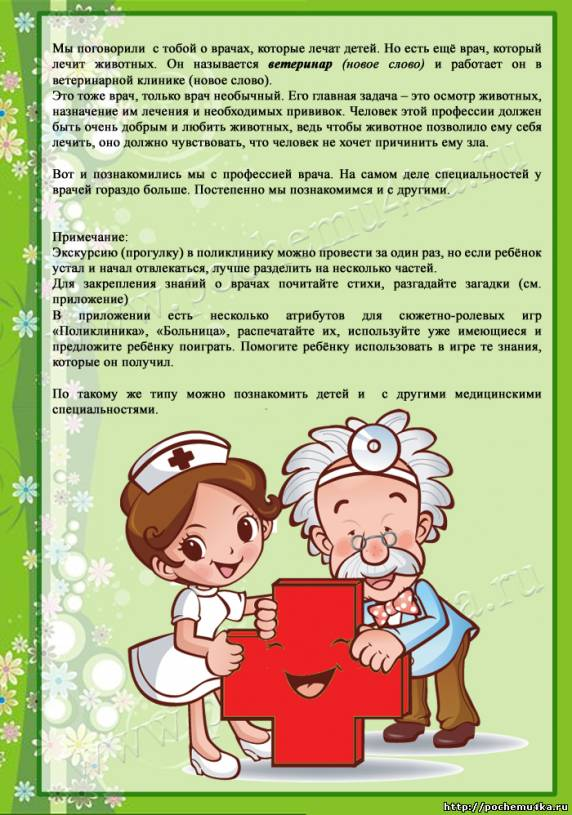 Мы поговорили с тобой о врачах, которые лечат детей. Но есть ещё врач, который
лечит животных. Он называется ветеринар (новое слово) и работает он в
ветеринарной клинике (новое слово).
Это тоже врач, только врач необычный. Его главная задача – это осмотр животных,
назначение им лечения и необходимых прививок. Человек этой профессии должен
быть очень добрым и любить животных, ведь чтобы животное позволило ему себя
лечить, оно должно чувствовать, что человек не хочет причинить ему зла.
Вот и познакомились мы с профессией врача. На самом деле специальностей у
врачей гораздо больше. Постепенно мы познакомимся и с другими.
Примечание:
Экскурсию (прогулку) в поликлинику можно провести за один раз, но если ребёнок
устал и начал отвлекаться, лучше разделить на несколько частей.
Для закрепления знаний о врачах почитайте стихи, разгадайте загадки (см.
приложение)
В приложении есть несколько атрибутов для сюжетно-ролевых игр
«Поликлиника», «Больница», распечатайте их, используйте уже имеющиеся и
предложите ребёнку поиграть. Помогите ребёнку использовать в игре те знания,
которые он получил.
По такому же типу можно познакомить детей и с другими медицинскими
специальностями.
www.pochemu4ka.ru
www.pochemu4ka.ru
http://pochemu4ka.ru